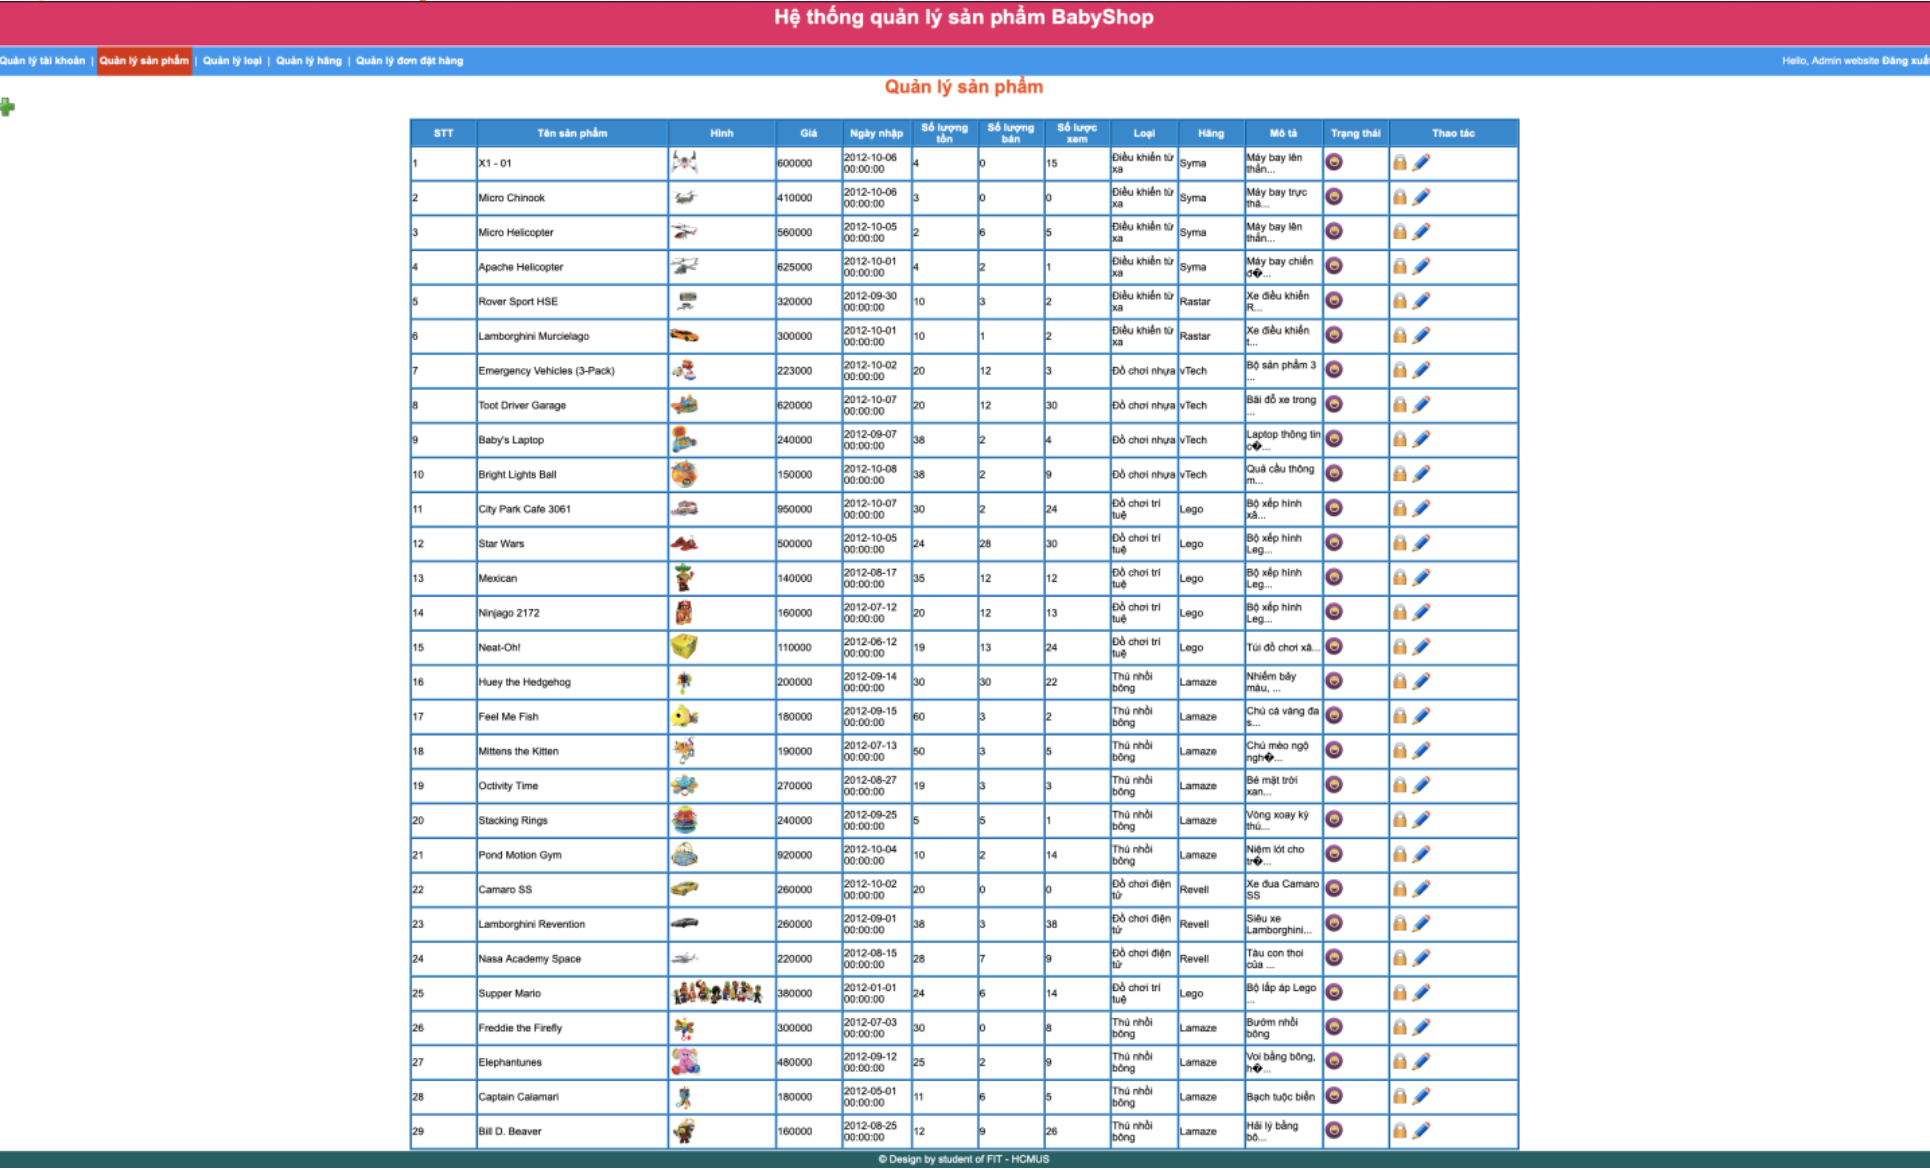 Hệ thống quản lý sản phẩm BabyShop
Quản lý tài khoản | Quản lý sản phẩm | Quản lý loại | Quản lý hãng | Quản lý đơn đặt hàng Hello, Admin website Đăng xuất
Quản lý sản phẩm
STT Tên sản phẩm Hình Giá Ngày nhập Số lượng tồn Số lượng bán Số lược xem Loại Hãng Mô tả Trạng thái Thao tác
1 X1 - 01 600000 2012-10-06 00:00:00 4 0 15 Điều khiển từ xa Syma Máy bay lên thẳn...
2 Micro Chinook 410000 2012-10-06 00:00:00 3 0 0 Điều khiển từ xa Syma Máy bay trực thă...
3 Micro Helicopter 560000 2012-10-05 00:00:00 2 6 5 Điều khiển từ xa Syma Máy bay lên thẳn...
4 Apache Helicopter 625000 2012-10-01 00:00:00 4 2 1 Điều khiển từ xa Syma Máy bay chiến đ�...
5 Rover Sport HSE 320000 2012-09-30 00:00:00 10 3 2 Điều khiển từ xa Rastar Xe điều khiển R...
6 Lamborghini Murcielago 300000 2012-10-01 00:00:00 10 1 2 Điều khiển từ xa Rastar Xe điều khiển t...
7 Emergency Vehicles (3-Pack) 223000 2012-10-02 00:00:00 20 12 3 Đồ chơi nhựa vTech Bộ sản phẩm 3 ...
8 Toot Driver Garage 620000 2012-10-07 00:00:00 20 12 30 Đồ chơi nhựa vTech Bãi đỗ xe trong ...
9 Baby's Laptop 240000 2012-09-07 00:00:00 38 2 4 Đồ chơi nhựa vTech Laptop thông tin c�...
10 Bright Lights Ball 150000 2012-10-08 00:00:00 38 2 9 Đồ chơi nhựa vTech Quả cầu thông m...
11 City Park Cafe 3061 950000 2012-10-07 00:00:00 30 2 24 Đồ chơi trí tuệ Lego Bộ xếp hình xâ...
12 Star Wars 500000 2012-10-05 00:00:00 24 28 30 Đồ chơi trí tuệ Lego Bộ xếp hình Leg...
13 Mexican 140000 2012-08-17 00:00:00 35 12 12 Đồ chơi trí tuệ Lego Bộ xếp hình Leg...
14 Ninjago 2172 160000 2012-07-12 00:00:00 20 12 13 Đồ chơi trí tuệ Lego Bộ xếp hình Leg...
15 Neat-Oh! 110000 2012-06-12 00:00:00 19 13 24 Đồ chơi trí tuệ Lego Túi đồ chơi xâ...
16 Huey the Hedgehog 200000 2012-09-14 00:00:00 30 30 22 Thú nhồi bông Lamaze Nhiếm bảy màu, ...
17 Feel Me Fish 180000 2012-09-15 00:00:00 60 3 2 Thú nhồi bông Lamaze Chú cá vàng đa s...
18 Mittens the Kitten 190000 2012-07-13 00:00:00 50 3 5 Thú nhồi bông Lamaze Chú mèo ngộ ngh�...
19 Octivity Time 270000 2012-08-27 00:00:00 19 3 3 Thú nhồi bông Lamaze Bé mặt trời xan...
20 Stacking Rings 240000 2012-09-25 00:00:00 5 5 1 Thú nhồi bông Lamaze Vòng xoay kỳ thú...
21 Pond Motion Gym 920000 2012-10-04 00:00:00 10 2 14 Thú nhồi bông Lamaze Niệm lót cho tr�...
22 Camaro SS 260000 2012-10-02 00:00:00 20 0 0 Đồ chơi điện tử Revell Xe đua Camaro SS
23 Lamborghini Revention 260000 2012-09-01 00:00:00 38 3 38 Đồ chơi điện tử Revell Siêu xe Lamborghini...
24 Nasa Academy Space 220000 2012-08-15 00:00:00 28 7 9 Đồ chơi điện tử Revell Tàu con thoi của ...
25 Supper Mario 380000 2012-01-01 00:00:00 24 6 14 Đồ chơi trí tuệ Lego Bộ lắp áp Lego ...
26 Freddie the Firefly 300000 2012-07-03 00:00:00 30 0 8 Thú nhồi bông Lamaze Bướm nhồi bông
27 Elephantunes 480000 2012-09-12 00:00:00 25 2 9 Thú nhồi bông Lamaze Voi bằng bông, h�...
28 Captain Calamari 180000 2012-05-01 00:00:00 11 6 5 Thú nhồi bông Lamaze Bạch tuộc biển
29 Bill D. Beaver 160000 2012-08-25 00:00:00 12 9 26 Thú nhồi bông Lamaze Hải lý bằng bô...
© Design by student of FIT - HCMUS